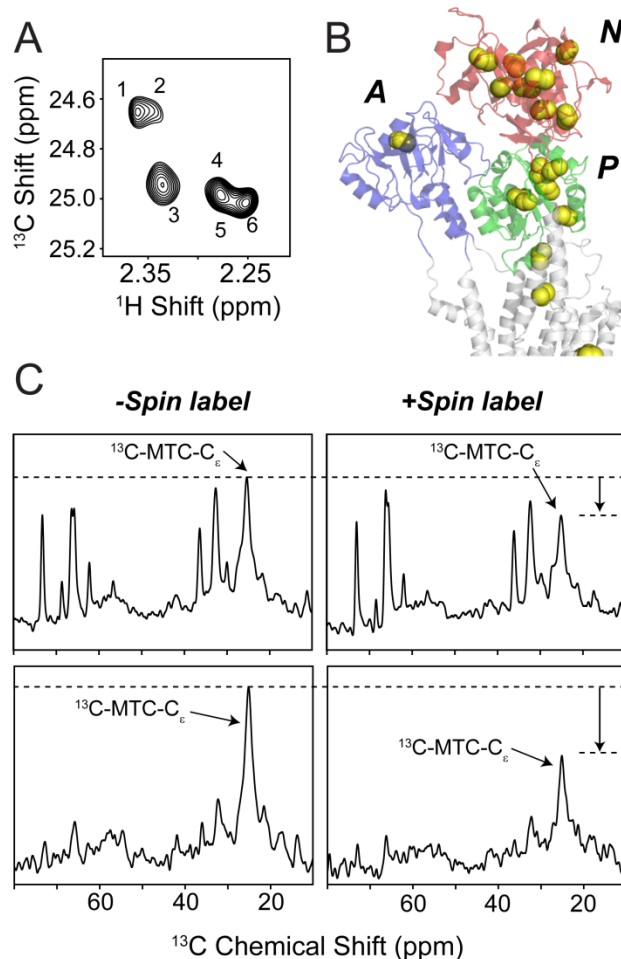 A
B
N
A
P
1
2
3
4
5
6
24.6
24.8
25.0
25.2
¹³C Shift (ppm)
2.35
2.25
¹H Shift (ppm)
C
-Spin label
+Spin label
¹³C-MTC-Cε
¹³C-MTC-Cε
¹³C-MTC-Cε
¹³C-MTC-Cε
60
40
20
60
40
20
¹³C Chemical Shift (ppm)